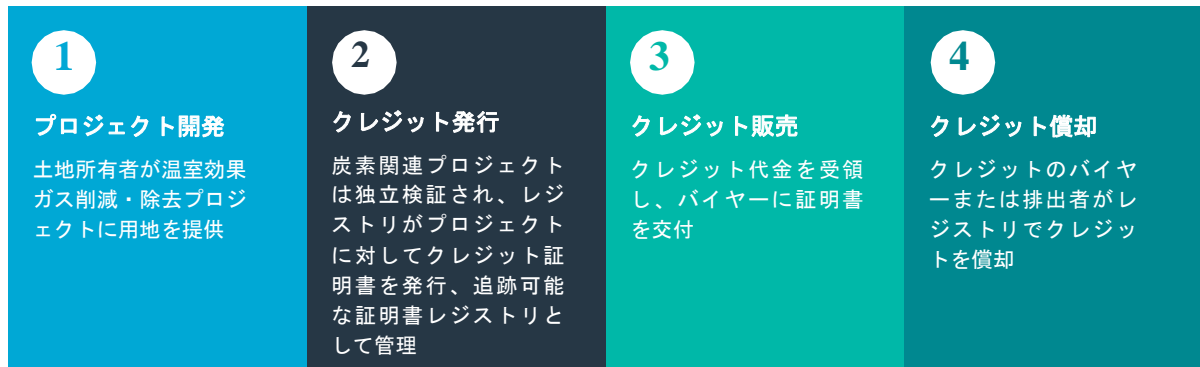 1
プロジェクト開発
土地所有者が温室効果
ガス削減・除去プロジ
ェクトに用地を提供
2
クレジット発行
炭素関連プロジェクト
は独立検証され、レジ
ストリがプロジェクト
に対してクレジット証
明書を発行、追跡可能
な証明書レジストリと
して管理
3
クレジット販売
クレジット代金を受領
し、バイヤーに証明書
を交付
4
クレジット償却
クレジットのバイヤ
ーまたは排出者がレ
ジストリでクレジッ
トを償却